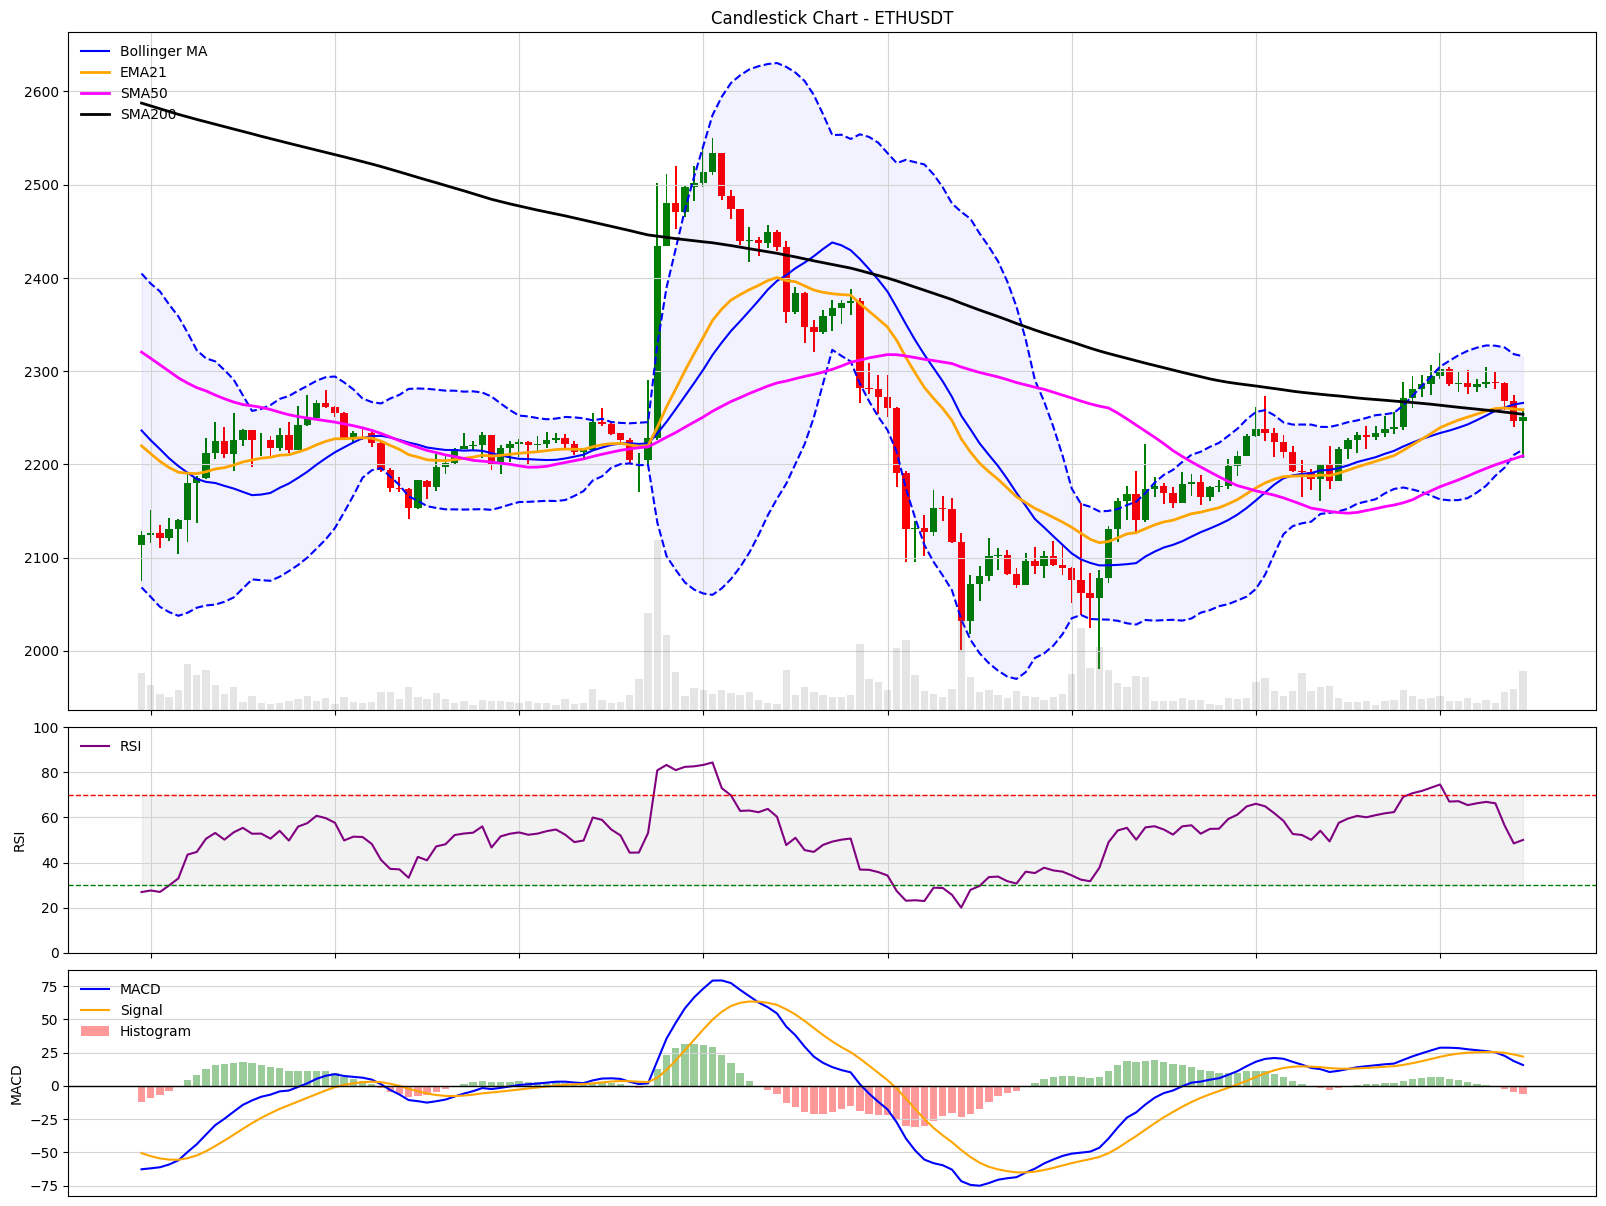 Candlestick Chart - ETHUSDT
Bollinger MA
EMA21
SMA50
SMA200
2600
2500
2400
2300
2200
2100
2000
RSI
RSI
100
80
60
40
20
0
MACD
Signal
Histogram
MACD
75
50
25
0
−25
−50
−75